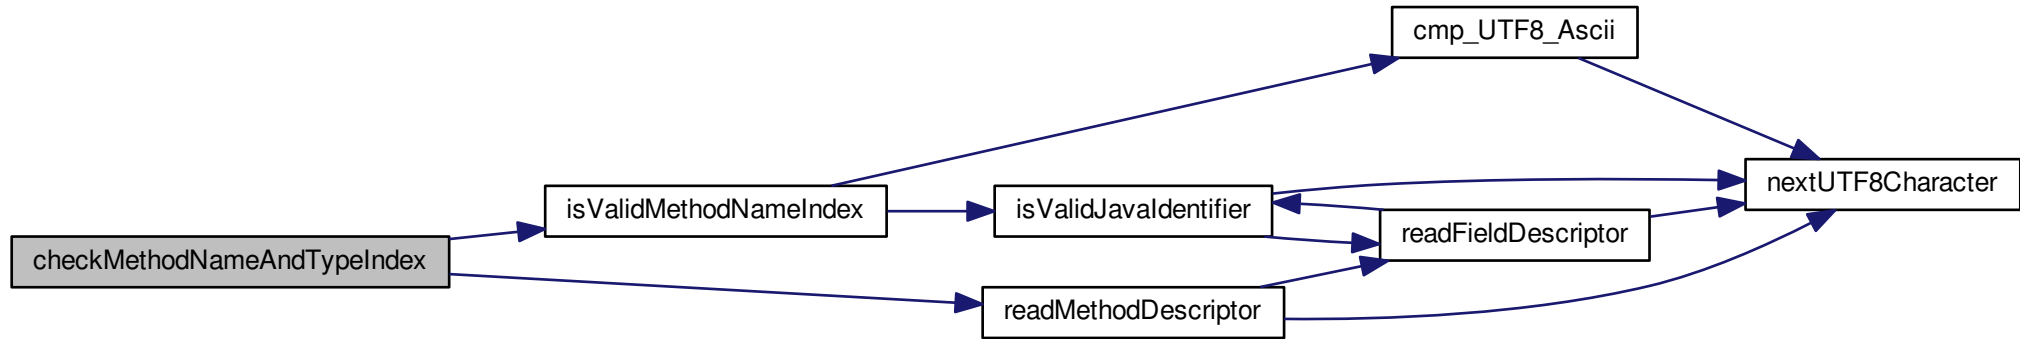 cmp_UTF8_Ascii
nextUTF8Character
isValidMethodNameIndex
isValidJavaIdentifier
readFieldDescriptor
checkMethodNameAndTypeIndex
readMethodDescriptor